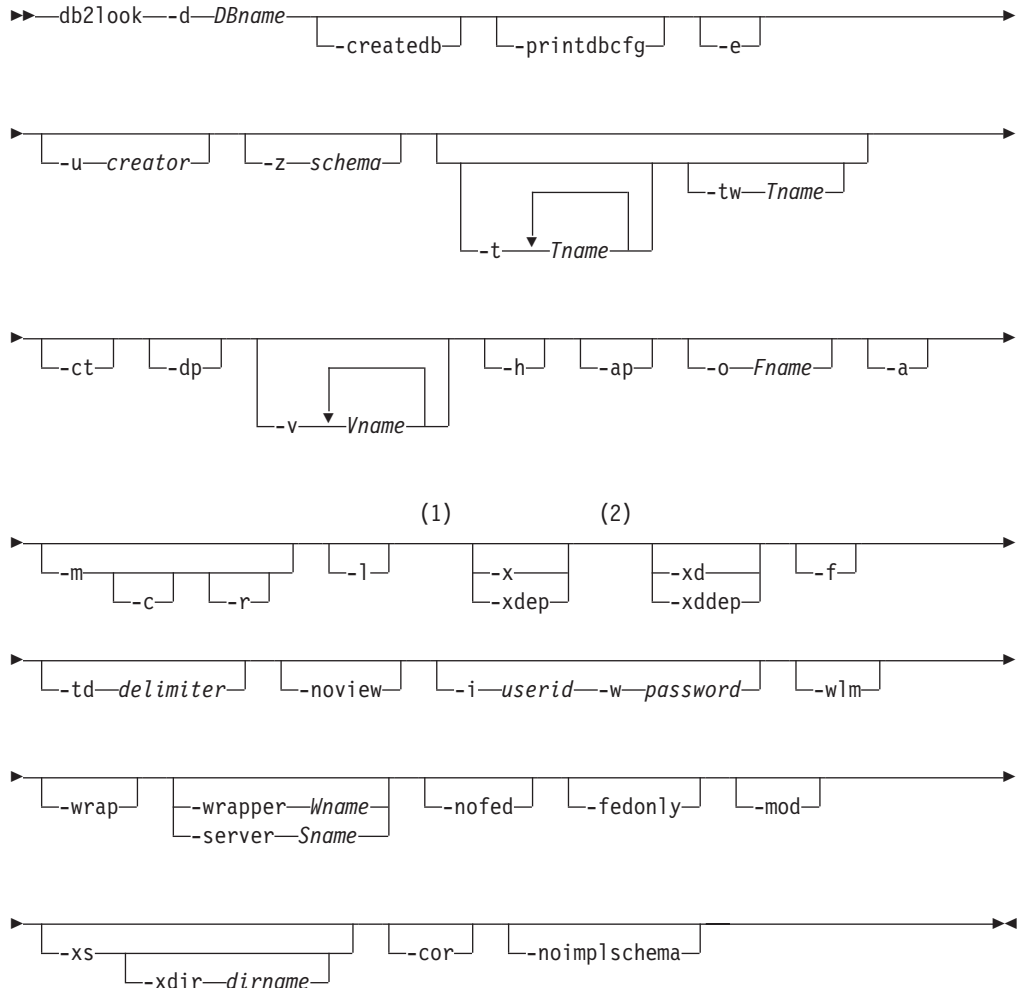 db2look -d DBname -createdb -printdbcfg -e
-u creator -z schema
-tw Tname
-t Tname
-ct -dp -h -ap -o Fname -a
-v Vname
(1) (2)
-m -l -x -xd -f
-c -r -xdep -xddep
-td delimiter -noview -i userid -w password -wlm
-wrap -wrapper Wname -nofed -fedonly -mod
-server Sname
-xs -cor -noimplschema
-xdir dirname